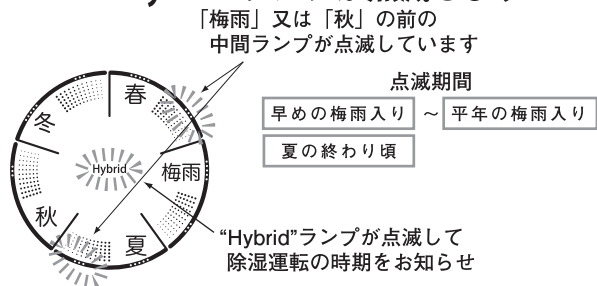 「梅雨」又は「秋」の前の
中間ランプが点滅しています
点滅期間
早めの梅雨入り ～ 平年の梅雨入り
夏の終わり頃
春
冬
Hybrid
梅雨
秋
夏
“Hybrid”ランプが点滅して
除湿運転の時期をお知らせ